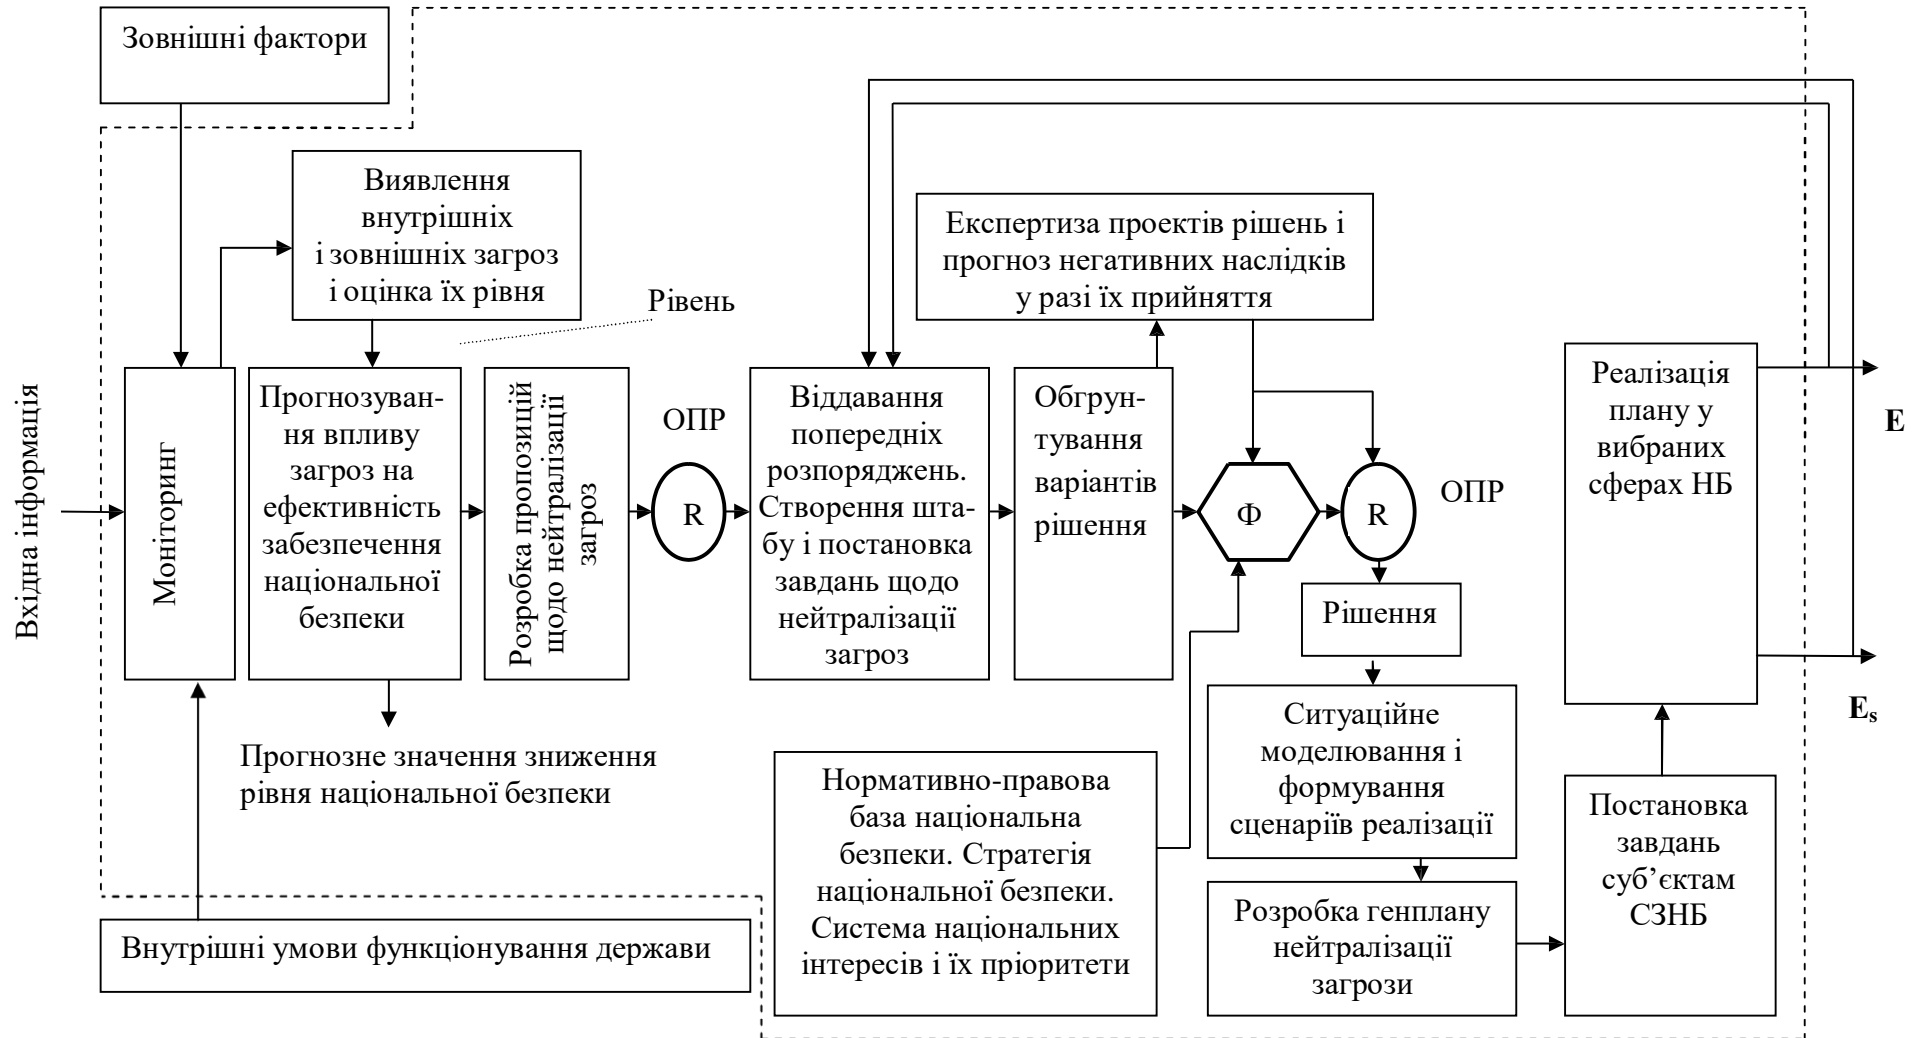 Зовнішні фактори
Виявлення
внутрішніх
і зовнішніх загроз
і оцінка їх рівня
Рівень
Експертиза проектів рішень і
прогноз негативних наслідків
у разі їх прийняття
Вхідна інформація
Моніторинг
Прогнозуван-
ня впливу
загроз на
ефективність
забезпечення
національної
безпеки
Розробка пропозицій
щодо нейтралізації
загроз
ОПР
R
Віддавання
попередніх
розпоряджень.
Створення шта-
бу і постановка
завдань щодо
нейтралізації
загроз
Обгрун-
тування
варіантів
рішення
Ф
R
ОПР
Рішення
Реалізація
плану у
вибраних
сферах НБ
E
Es
Прогнозне значення зниження
рівня національної безпеки
Ситуаційне
моделювання і
формування
сценаріїв реалізації
Нормативно-правова
база національна
безпеки. Стратегія
національної безпеки.
Система національних
інтересів і їх пріоритети
Постановка
завдань
суб’єктам
СЗНБ
Розробка генплану
нейтралізації
загрози
Внутрішні умови функціонування держави